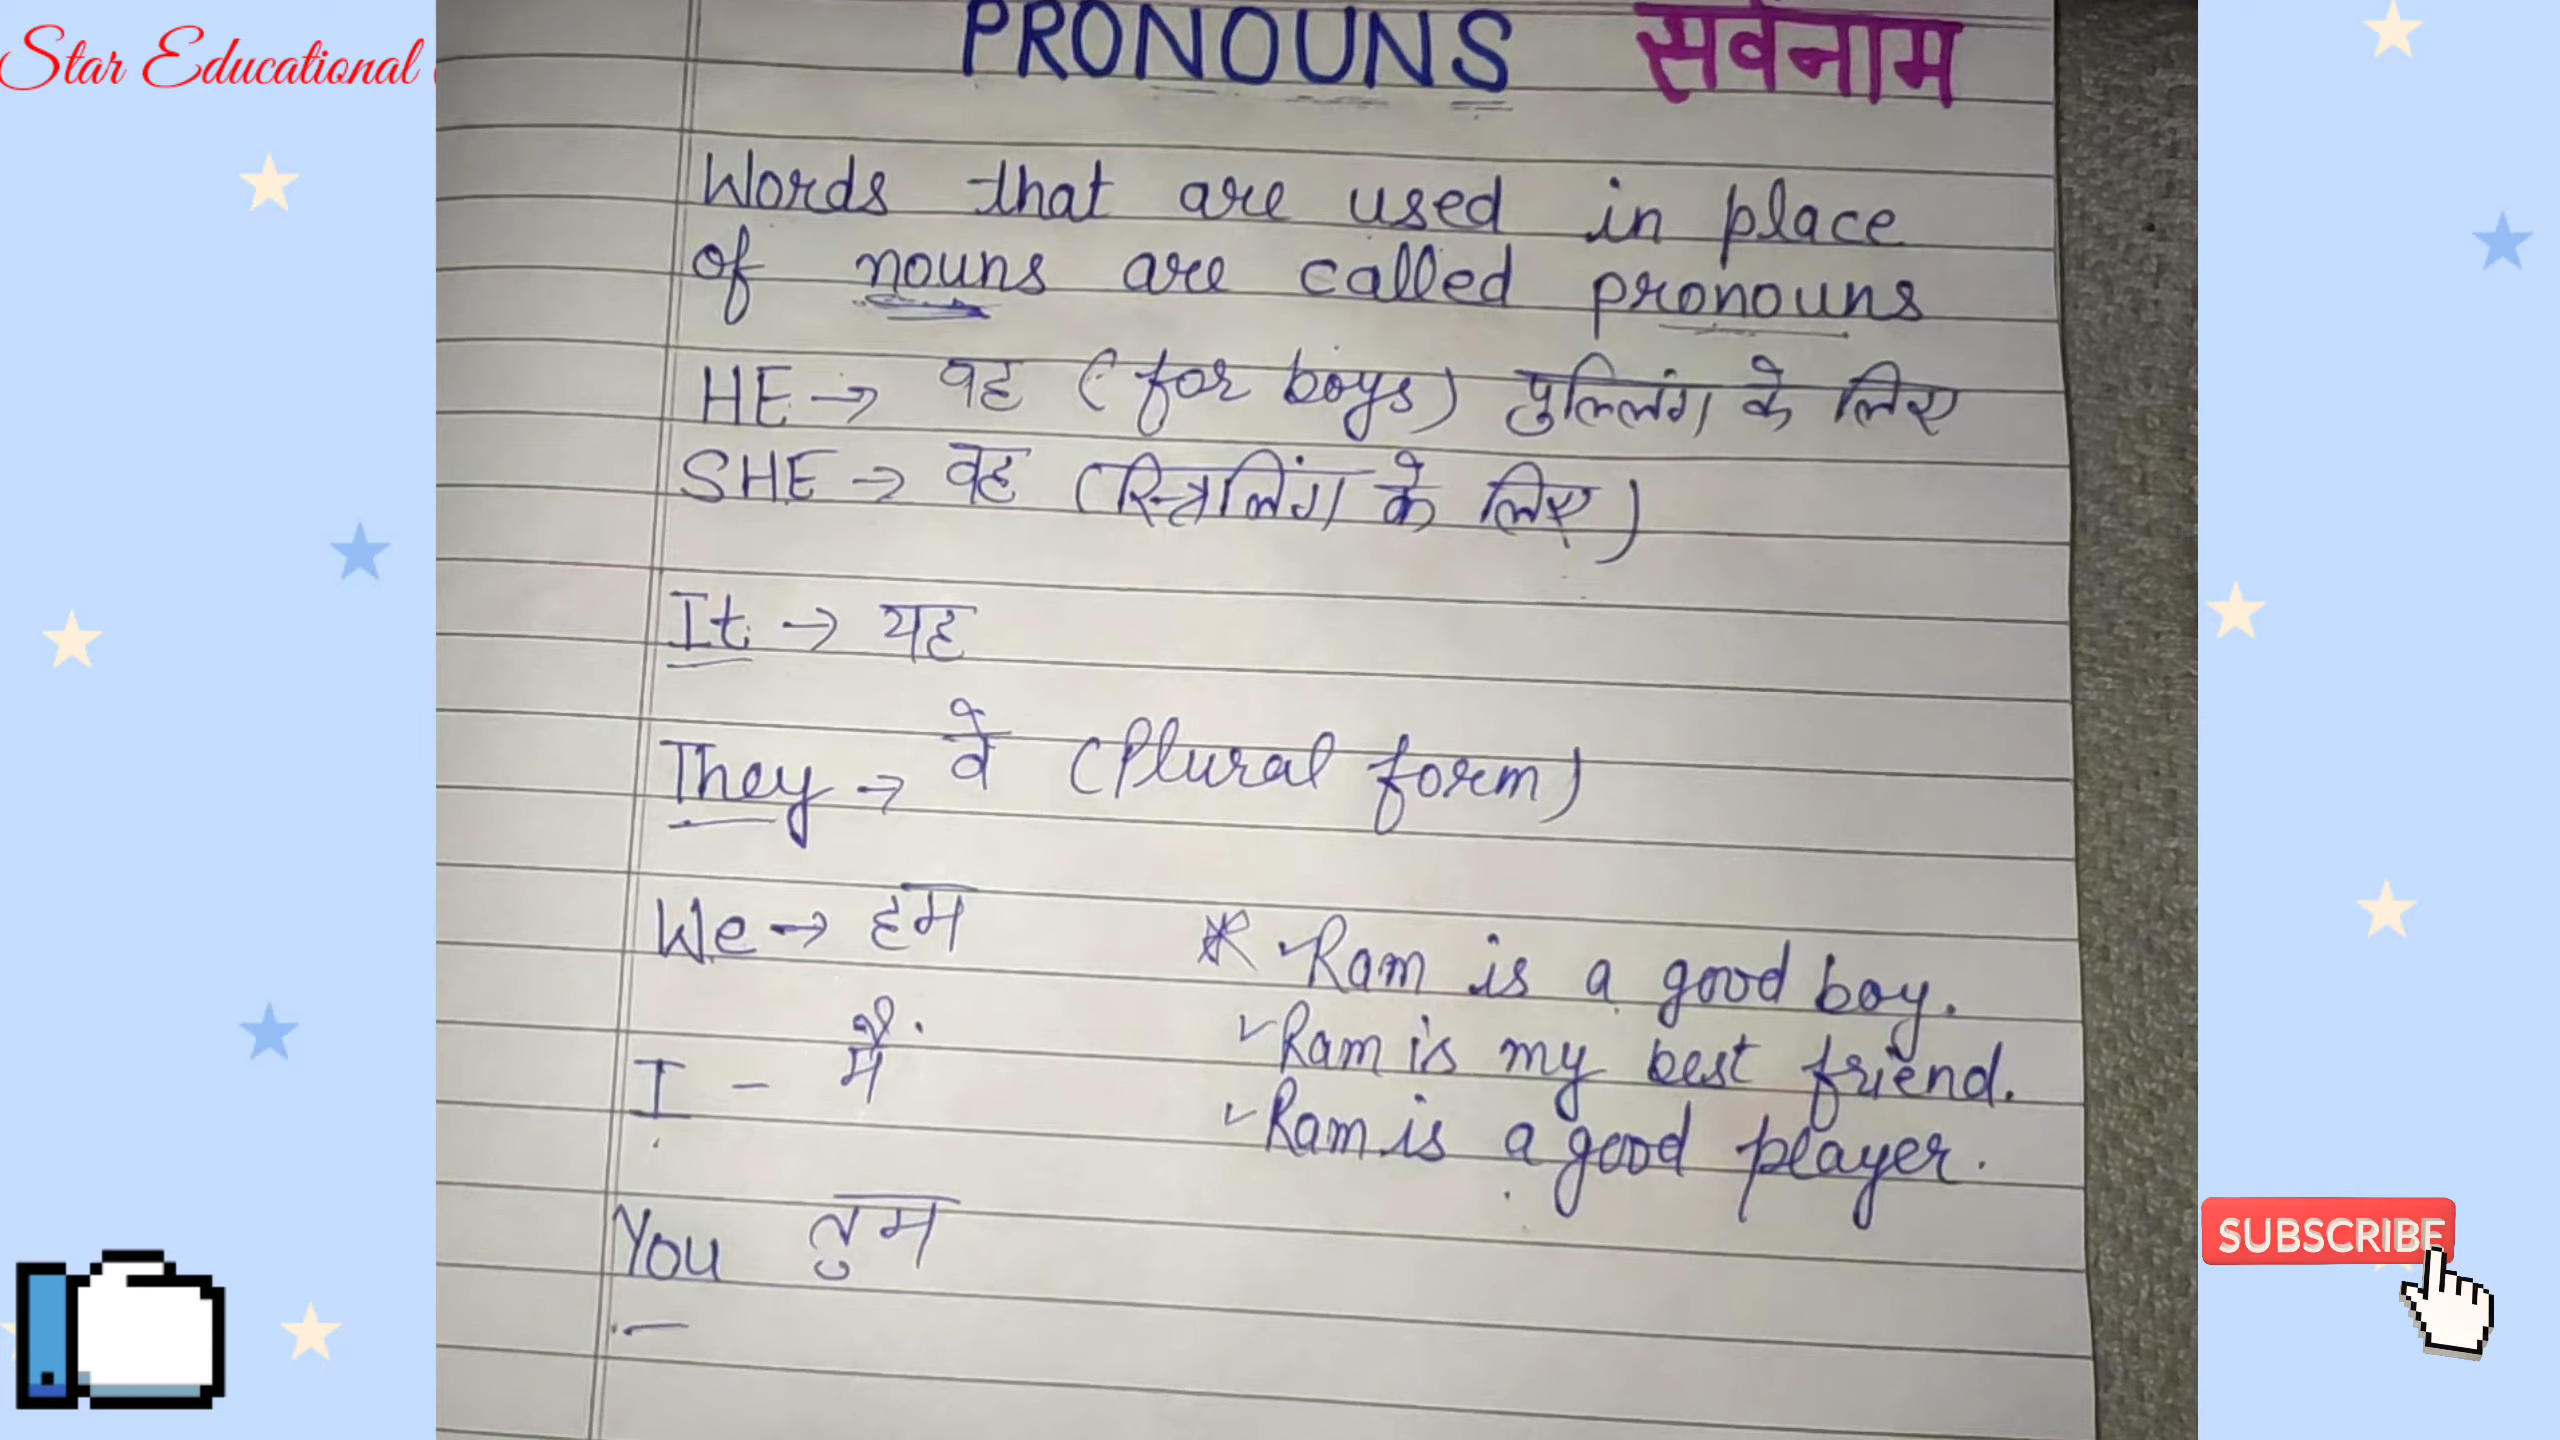 Star Educational
PRONOUNS सर्वनाम
Words that are used in place
of nouns are called pronouns
HE → वह (for boys) पुल्लिंग के लिए
SHE → वह (स्त्रिलिंग के लिए)
It → यह
They → वे (Plural form)
We → हम
* ✓Ram is a good boy.
✓Ram is my best friend.
I - मैं
✓Ram is a good player.
You तुम
SUBSCRIBE